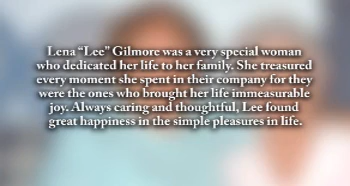 Lena “Lee” Gilmore was a very special woman
who dedicated her life to her family. She treasured
every moment she spent in their company for they
were the ones who brought her life immeasurable
joy. Always caring and thoughtful, Lee found
great happiness in the simple pleasures in life.